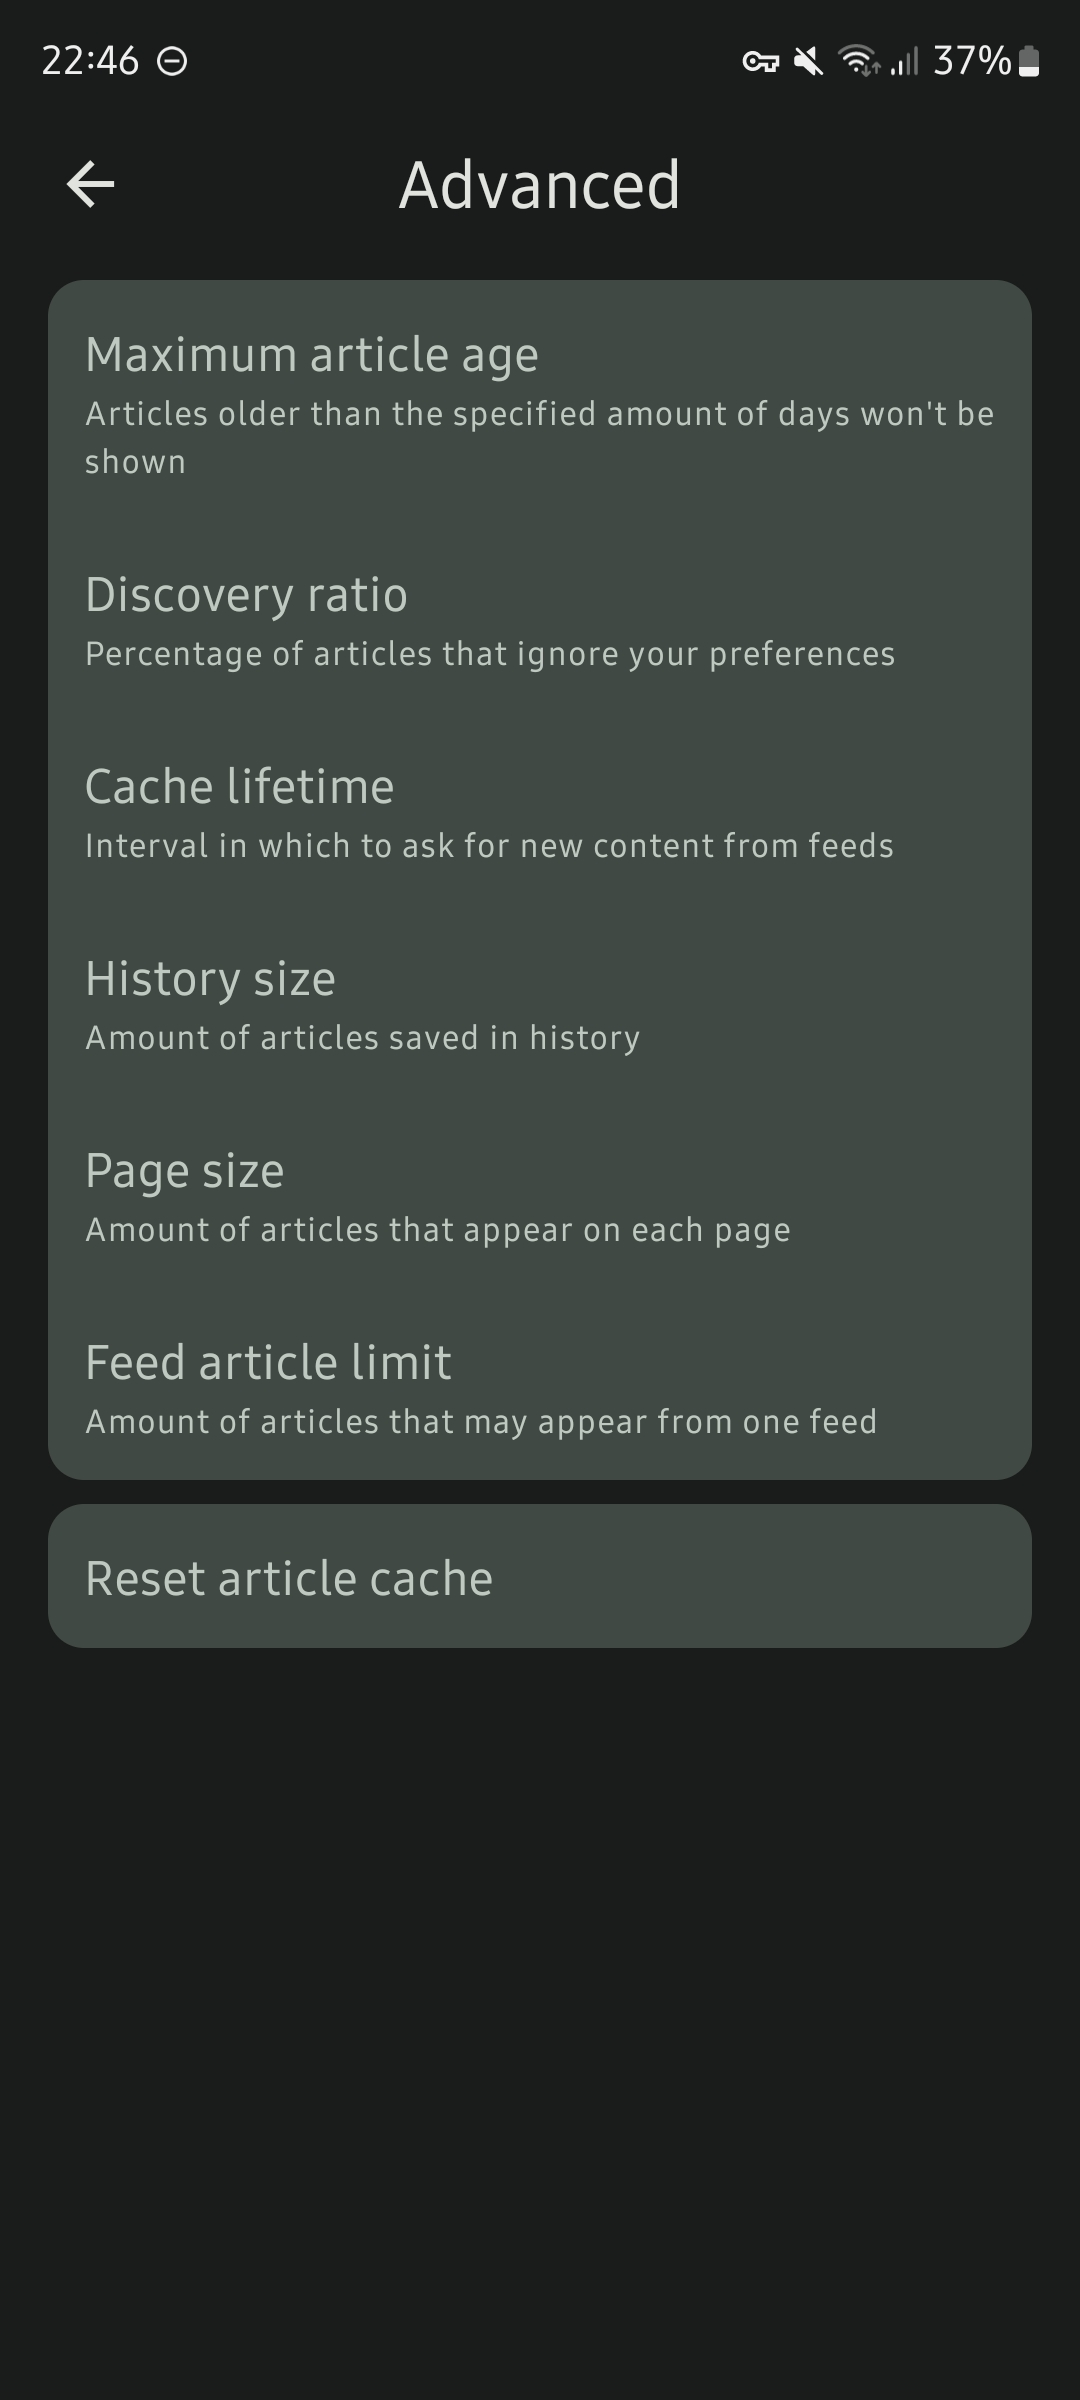 22:46
37%
Advanced
Maximum article age
Articles older than the specified amount of days won't be
shown
Discovery ratio
Percentage of articles that ignore your preferences
Cache lifetime
Interval in which to ask for new content from feeds
History size
Amount of articles saved in history
Page size
Amount of articles that appear on each page
Feed article limit
Amount of articles that may appear from one feed
Reset article cache